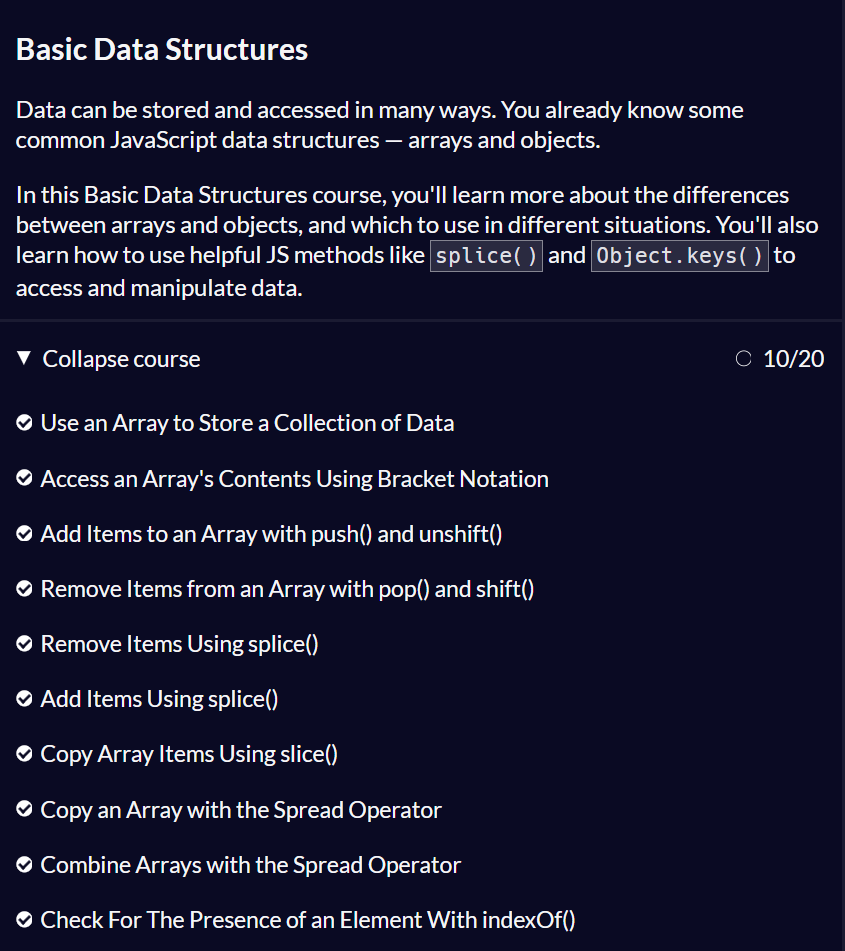 Basic Data Structures
Data can be stored and accessed in many ways. You already know some
common JavaScript data structures — arrays and objects.
In this Basic Data Structures course, you'll learn more about the differences
between arrays and objects, and which to use in different situations. You'll also
learn how to use helpful JS methods like splice() and Object.keys() to
access and manipulate data.
Collapse course 10/20
Use an Array to Store a Collection of Data
Access an Array's Contents Using Bracket Notation
Add Items to an Array with push() and unshift()
Remove Items from an Array with pop() and shift()
Remove Items Using splice()
Add Items Using splice()
Copy Array Items Using slice()
Copy an Array with the Spread Operator
Combine Arrays with the Spread Operator
Check For The Presence of an Element With indexOf()